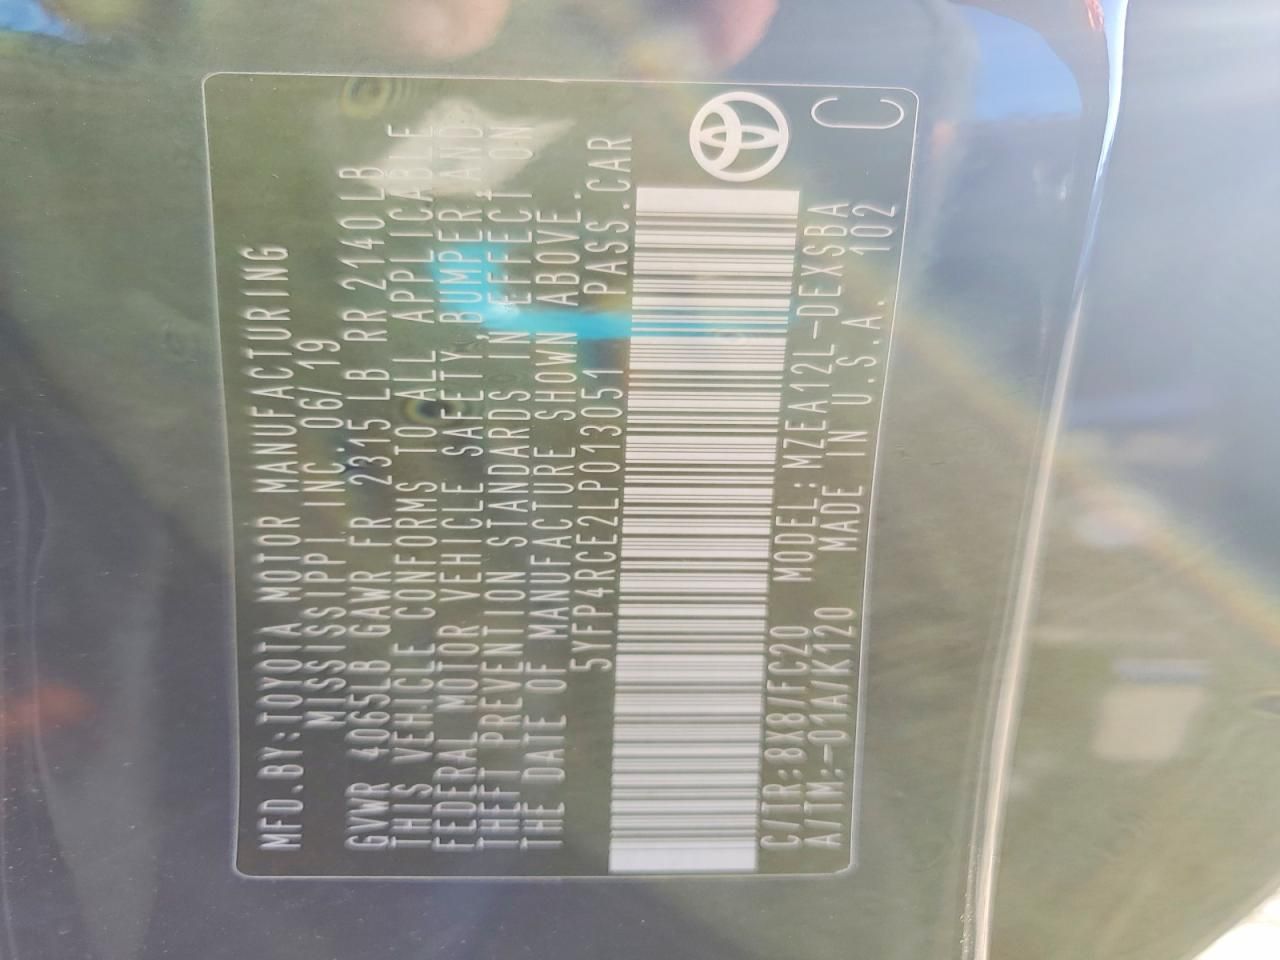 MFD.BY:TOYOTA MOTOR MANUFACTURING
MISSISSIPPI INC 06/19
GVWR 4065LB GAWR FR 2315 LB RR 2140 LB
THIS VEHICLE CONFORMS TO ALL APPLICABLE
FEDERAL MOTOR VEHICLE SAFETY,BUMPER,AND
THEFT PREVENTION STANDARDS IN EFFECT ON
THE DATE OF MANUFACTURE SHOWN ABOVE.
5YFP4RCE2LP013051 PASS.CAR
C/TR:8X8/FC20 MODEL:MZEA12L-DEXSBA
A/TM:-01A/K120 MADE IN U.S.A. 102
C